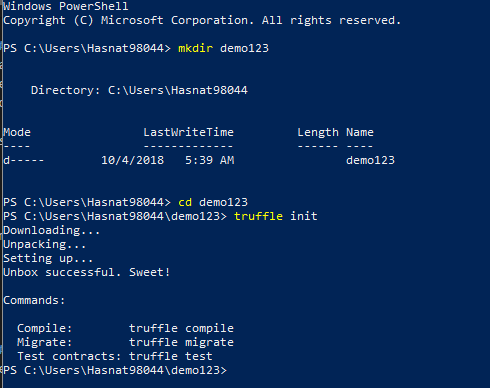 Windows PowerShell
Copyright (C) Microsoft Corporation. All rights reserved.
PS C:\Users\Hasnat98044> mkdir demo123
Directory: C:\Users\Hasnat98044
Mode                LastWriteTime         Length Name
----                -------------         ------ ----
d-----        10/4/2018   5:39 AM                demo123
PS C:\Users\Hasnat98044> cd demo123
PS C:\Users\Hasnat98044\demo123> truffle init
Downloading...
Unpacking...
Setting up...
Unbox successful. Sweet!
Commands:
Compile:        truffle compile
Migrate:        truffle migrate
Test contracts: truffle test
PS C:\Users\Hasnat98044\demo123>